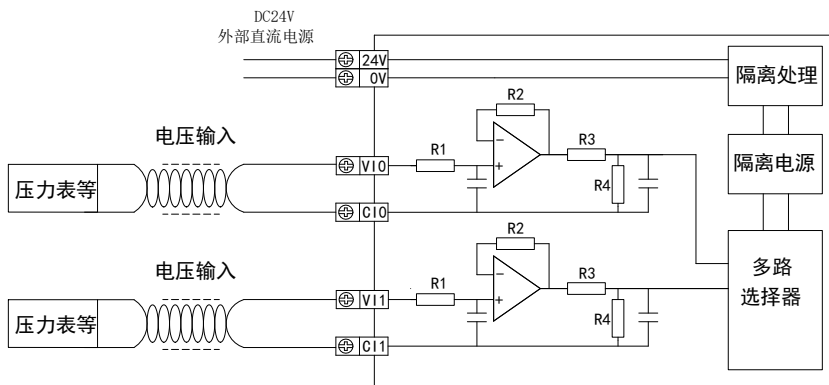 DC24V
外部直流电源
24V
0V
隔离处理
R2
电压输入
R1
R3
VI0
压力表等
R4
隔离电源
CI0
R2
电压输入
R1
R3
多路
选择器
VI1
压力表等
R4
CI1